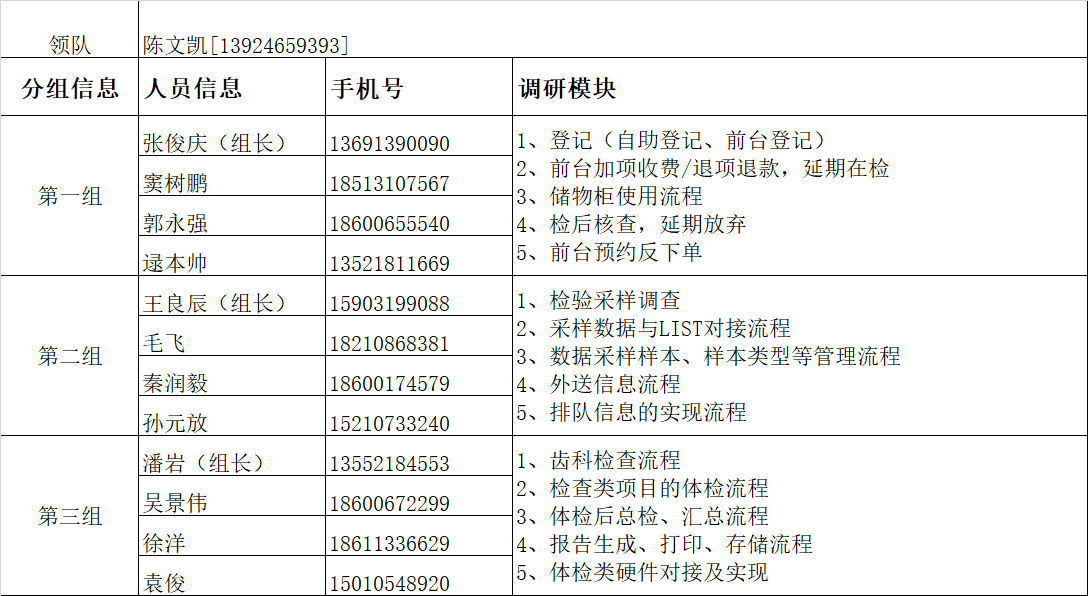 领队 陈文凯[13924659393]
分组信息 人员信息 手机号 调研模块
第一组
张俊庆（组长） 13691390090
窦树鹏 18513107567
郭永强 18600655540
逯本帅 13521811669
1、登记（自助登记、前台登记）
2、前台加项收费/退项退款，延期在检
3、储物柜使用流程
4、检后核查，延期放弃
5、前台预约反下单
第二组
王良辰（组长） 15903199088
毛飞 18210868381
秦润毅 18600174579
孙元放 15210733240
1、检验采样调查
2、采样数据与LIST对接流程
3、数据采样样本、样本类型等管理流程
4、外送信息流程
5、排队信息的实现流程
第三组
潘岩（组长） 13552184553
吴景伟 18600672299
徐洋 18611336629
袁俊 15010548920
1、齿科检查流程
2、检查类项目的体检流程
3、体检后总检、汇总流程
4、报告生成、打印、存储流程
5、体检类硬件对接及实现